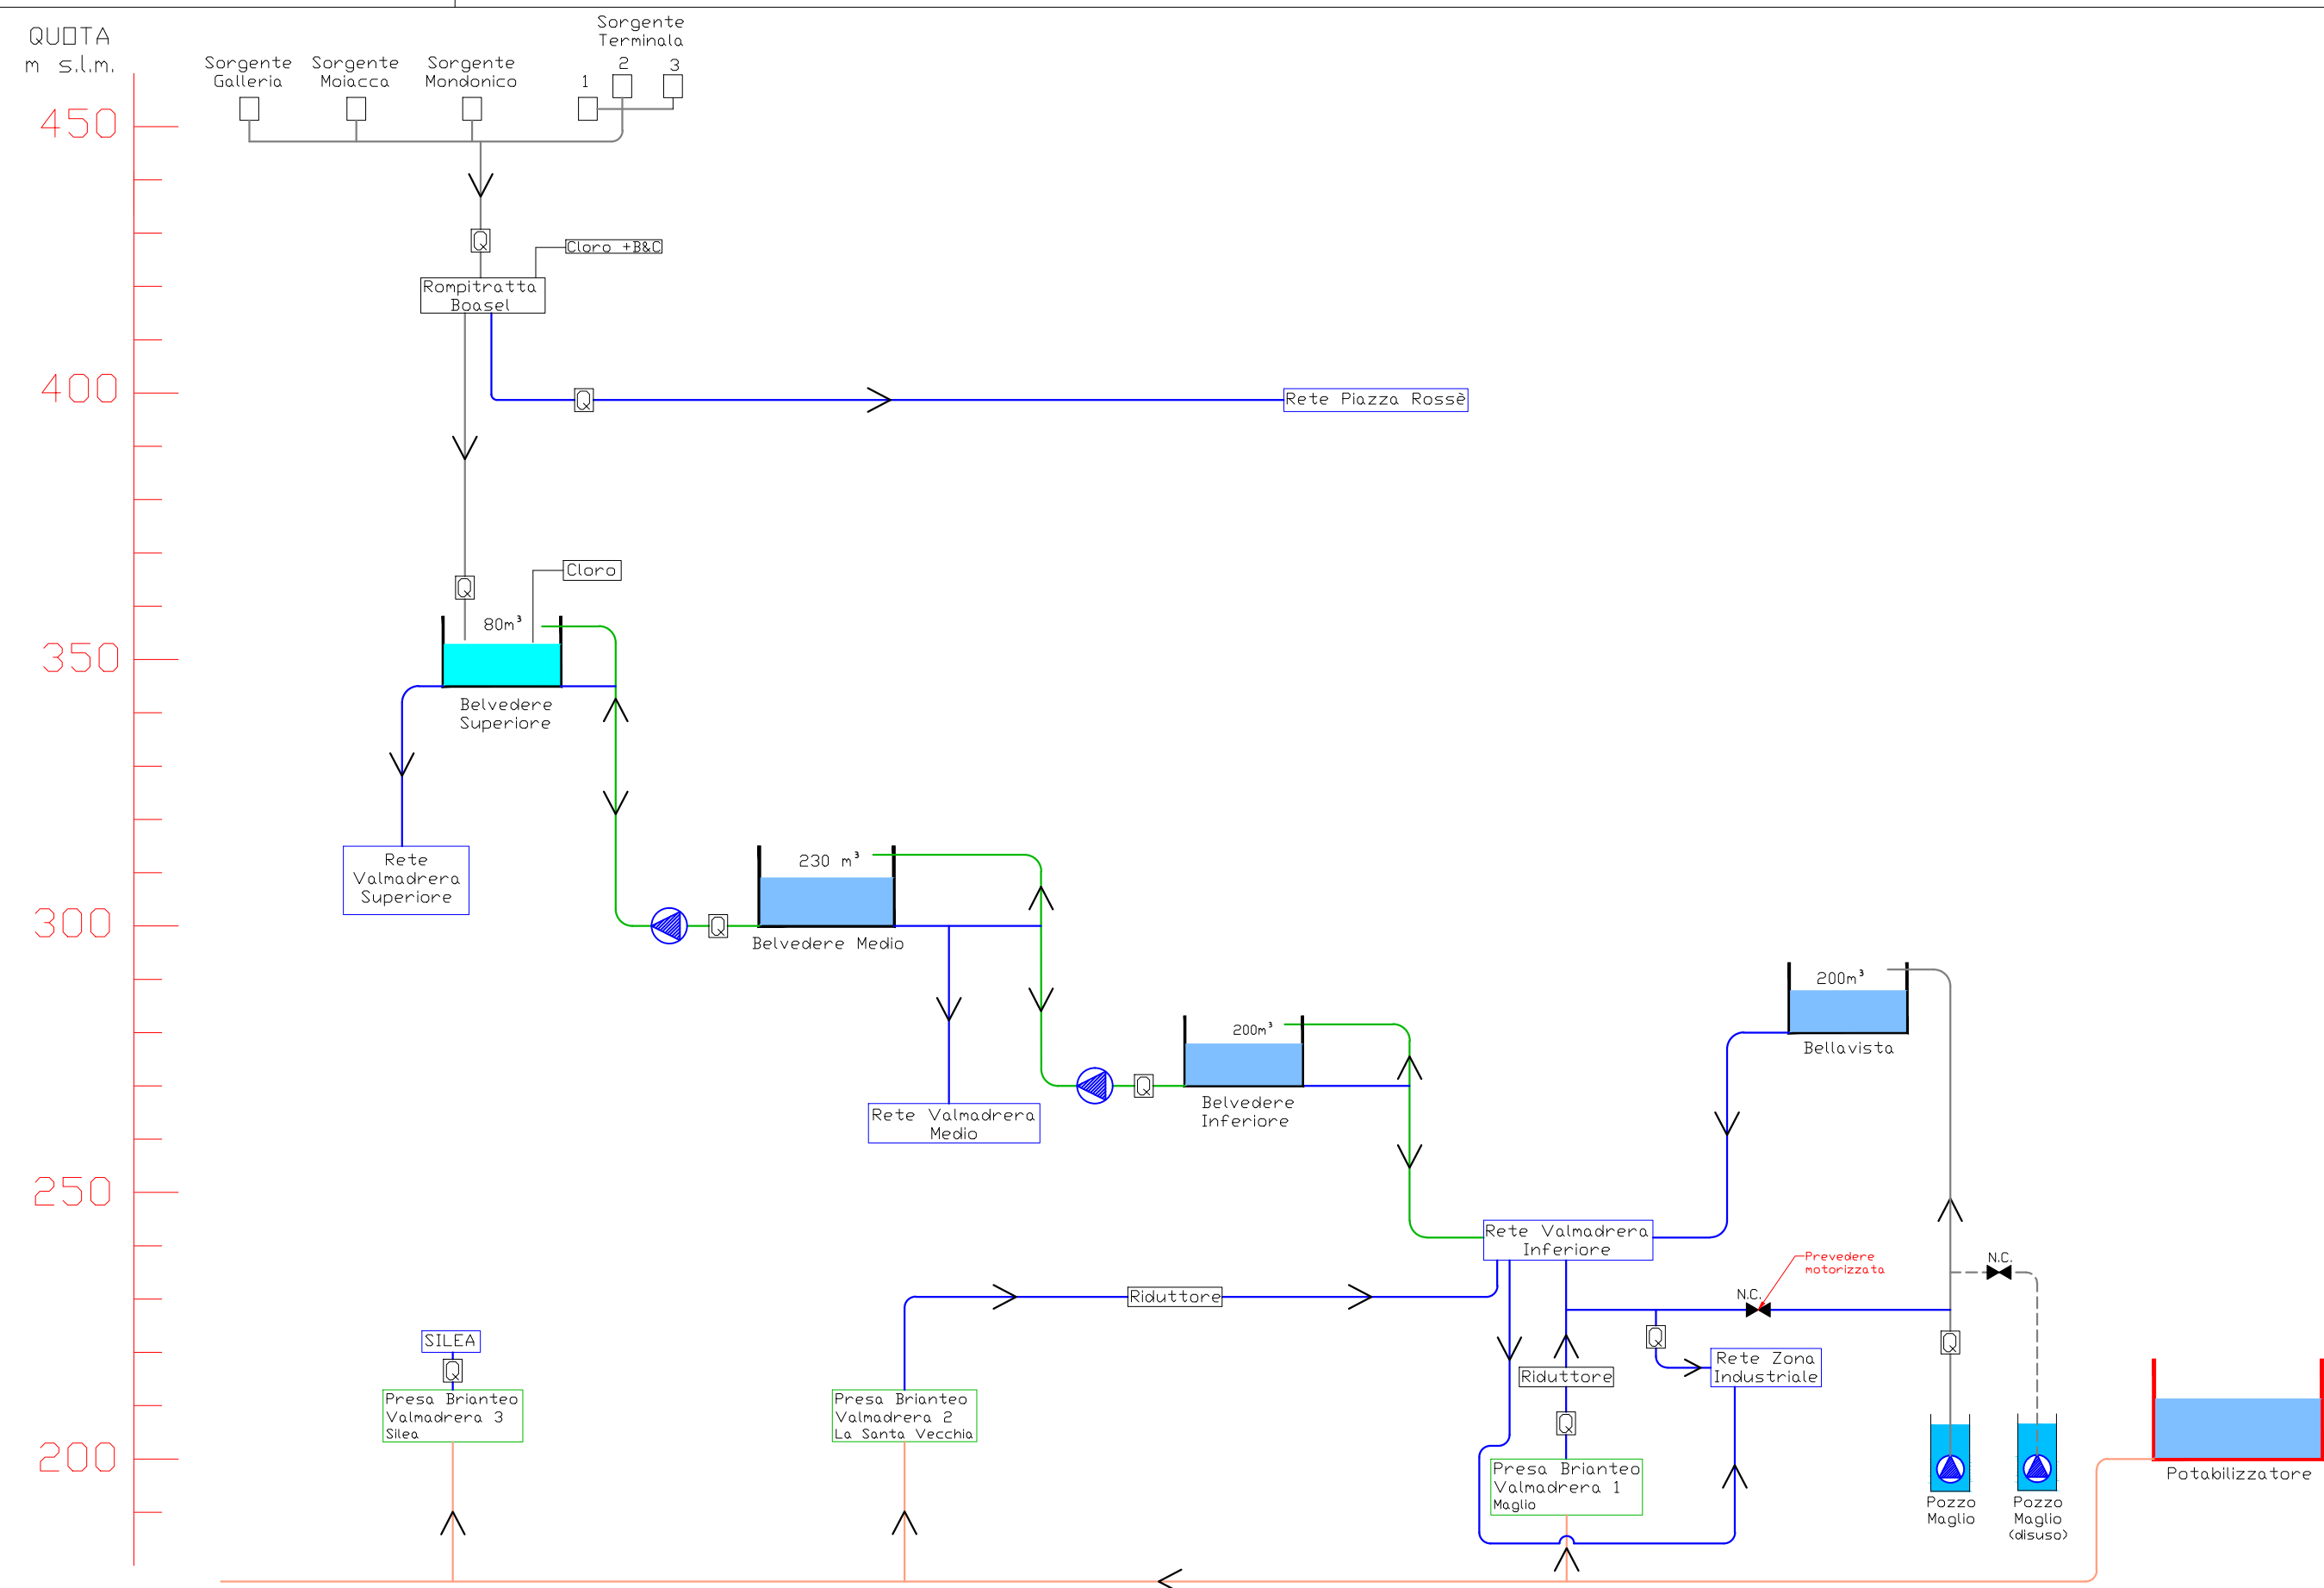 QUOTA
m s.l.m.
450
400
350
300
250
200
Sorgente
Galleria
Sorgente
Moiacca
Sorgente
Mondonico
Sorgente
Terminala
1
2
3
Q
Cloro +B&C
Rompitratta
Boasel
Q
Rete Piazza Rossè
Q
Cloro
80m³
Belvedere
Superiore
Rete
Valmadrera
Superiore
Q
230 m³
Belvedere Medio
Rete Valmadrera
Medio
Q
200m³
Belvedere
Inferiore
200m³
Bellavista
Rete Valmadrera
Inferiore
Prevedere
motorizzata
N.C.
N.C.
Riduttore
SILEA
Q
Presa Brianteo
Valmadrera 3
Silea
Presa Brianteo
Valmadrera 2
La Santa Vecchia
Riduttore
Q
Q
Rete Zona
Industriale
Q
Presa Brianteo
Valmadrera 1
Maglio
Pozzo
Maglio
Pozzo
Maglio
(disuso)
Potabilizzatore